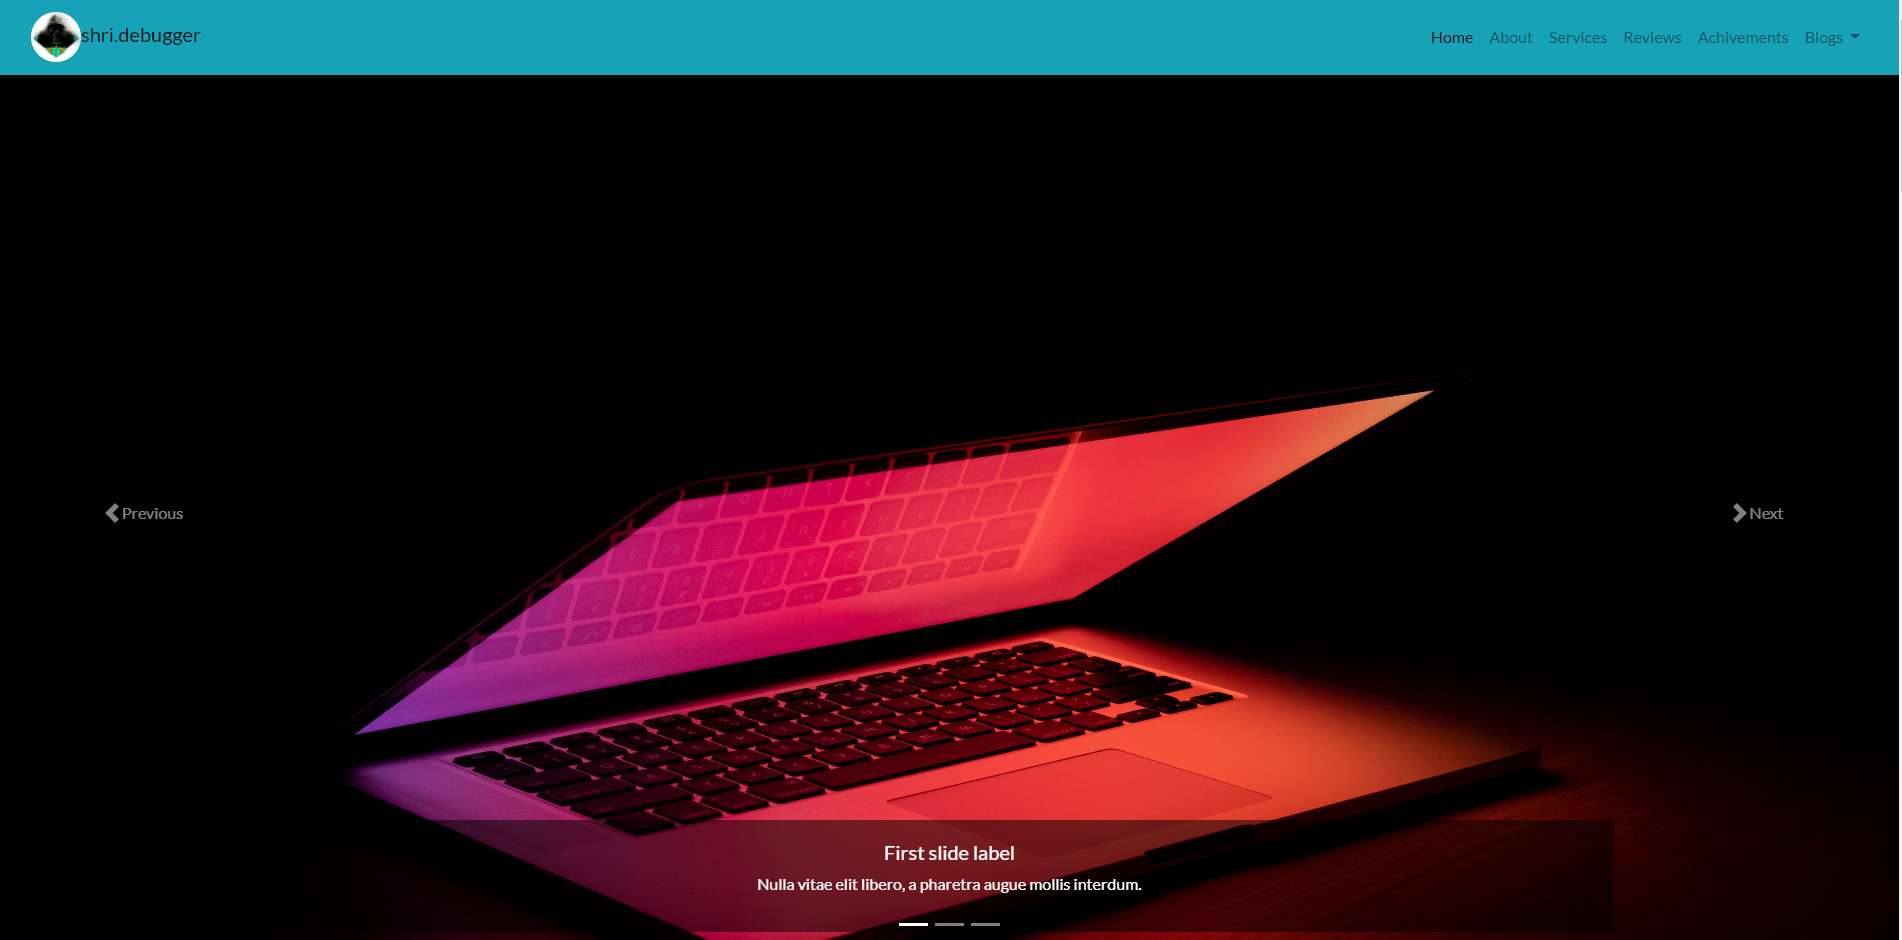 shri.debugger
Home About Services Reviews Achivements Blogs
Previous
Next
First slide label
Nulla vitae elit libero, a pharetra augue mollis interdum.